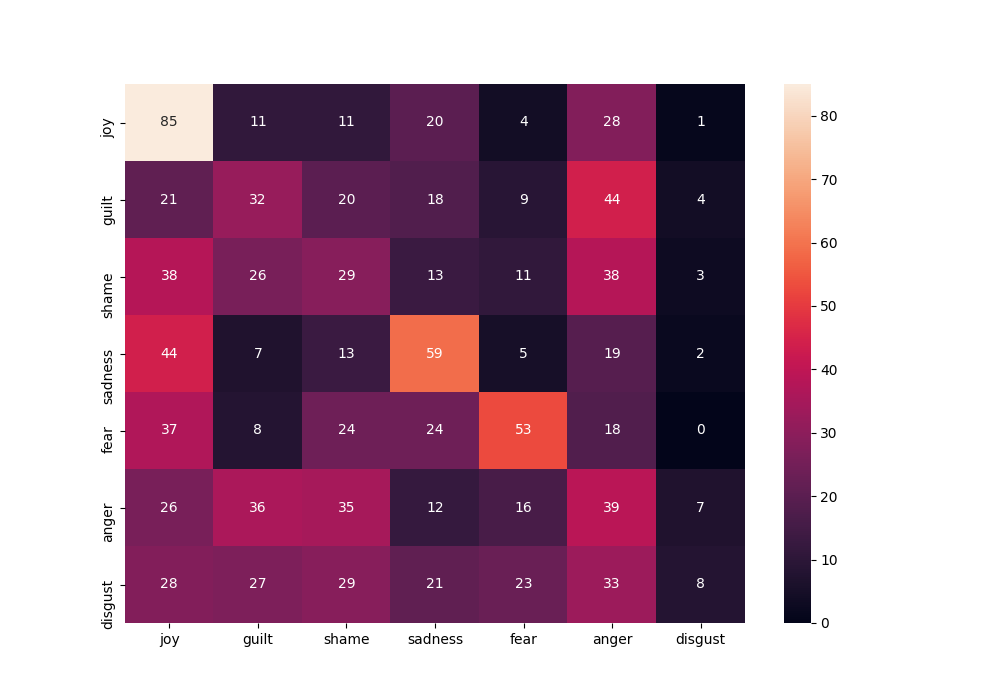 joy 85 11 11 20 4 28 1
guilt 21 32 20 18 9 44 4
shame 38 26 29 13 11 38 3
sadness 44 7 13 59 5 19 2
fear 37 8 24 24 53 18 0
anger 26 36 35 12 16 39 7
disgust 28 27 29 21 23 33 8
joy guilt shame sadness fear anger disgust
80
70
60
50
40
30
20
10
0